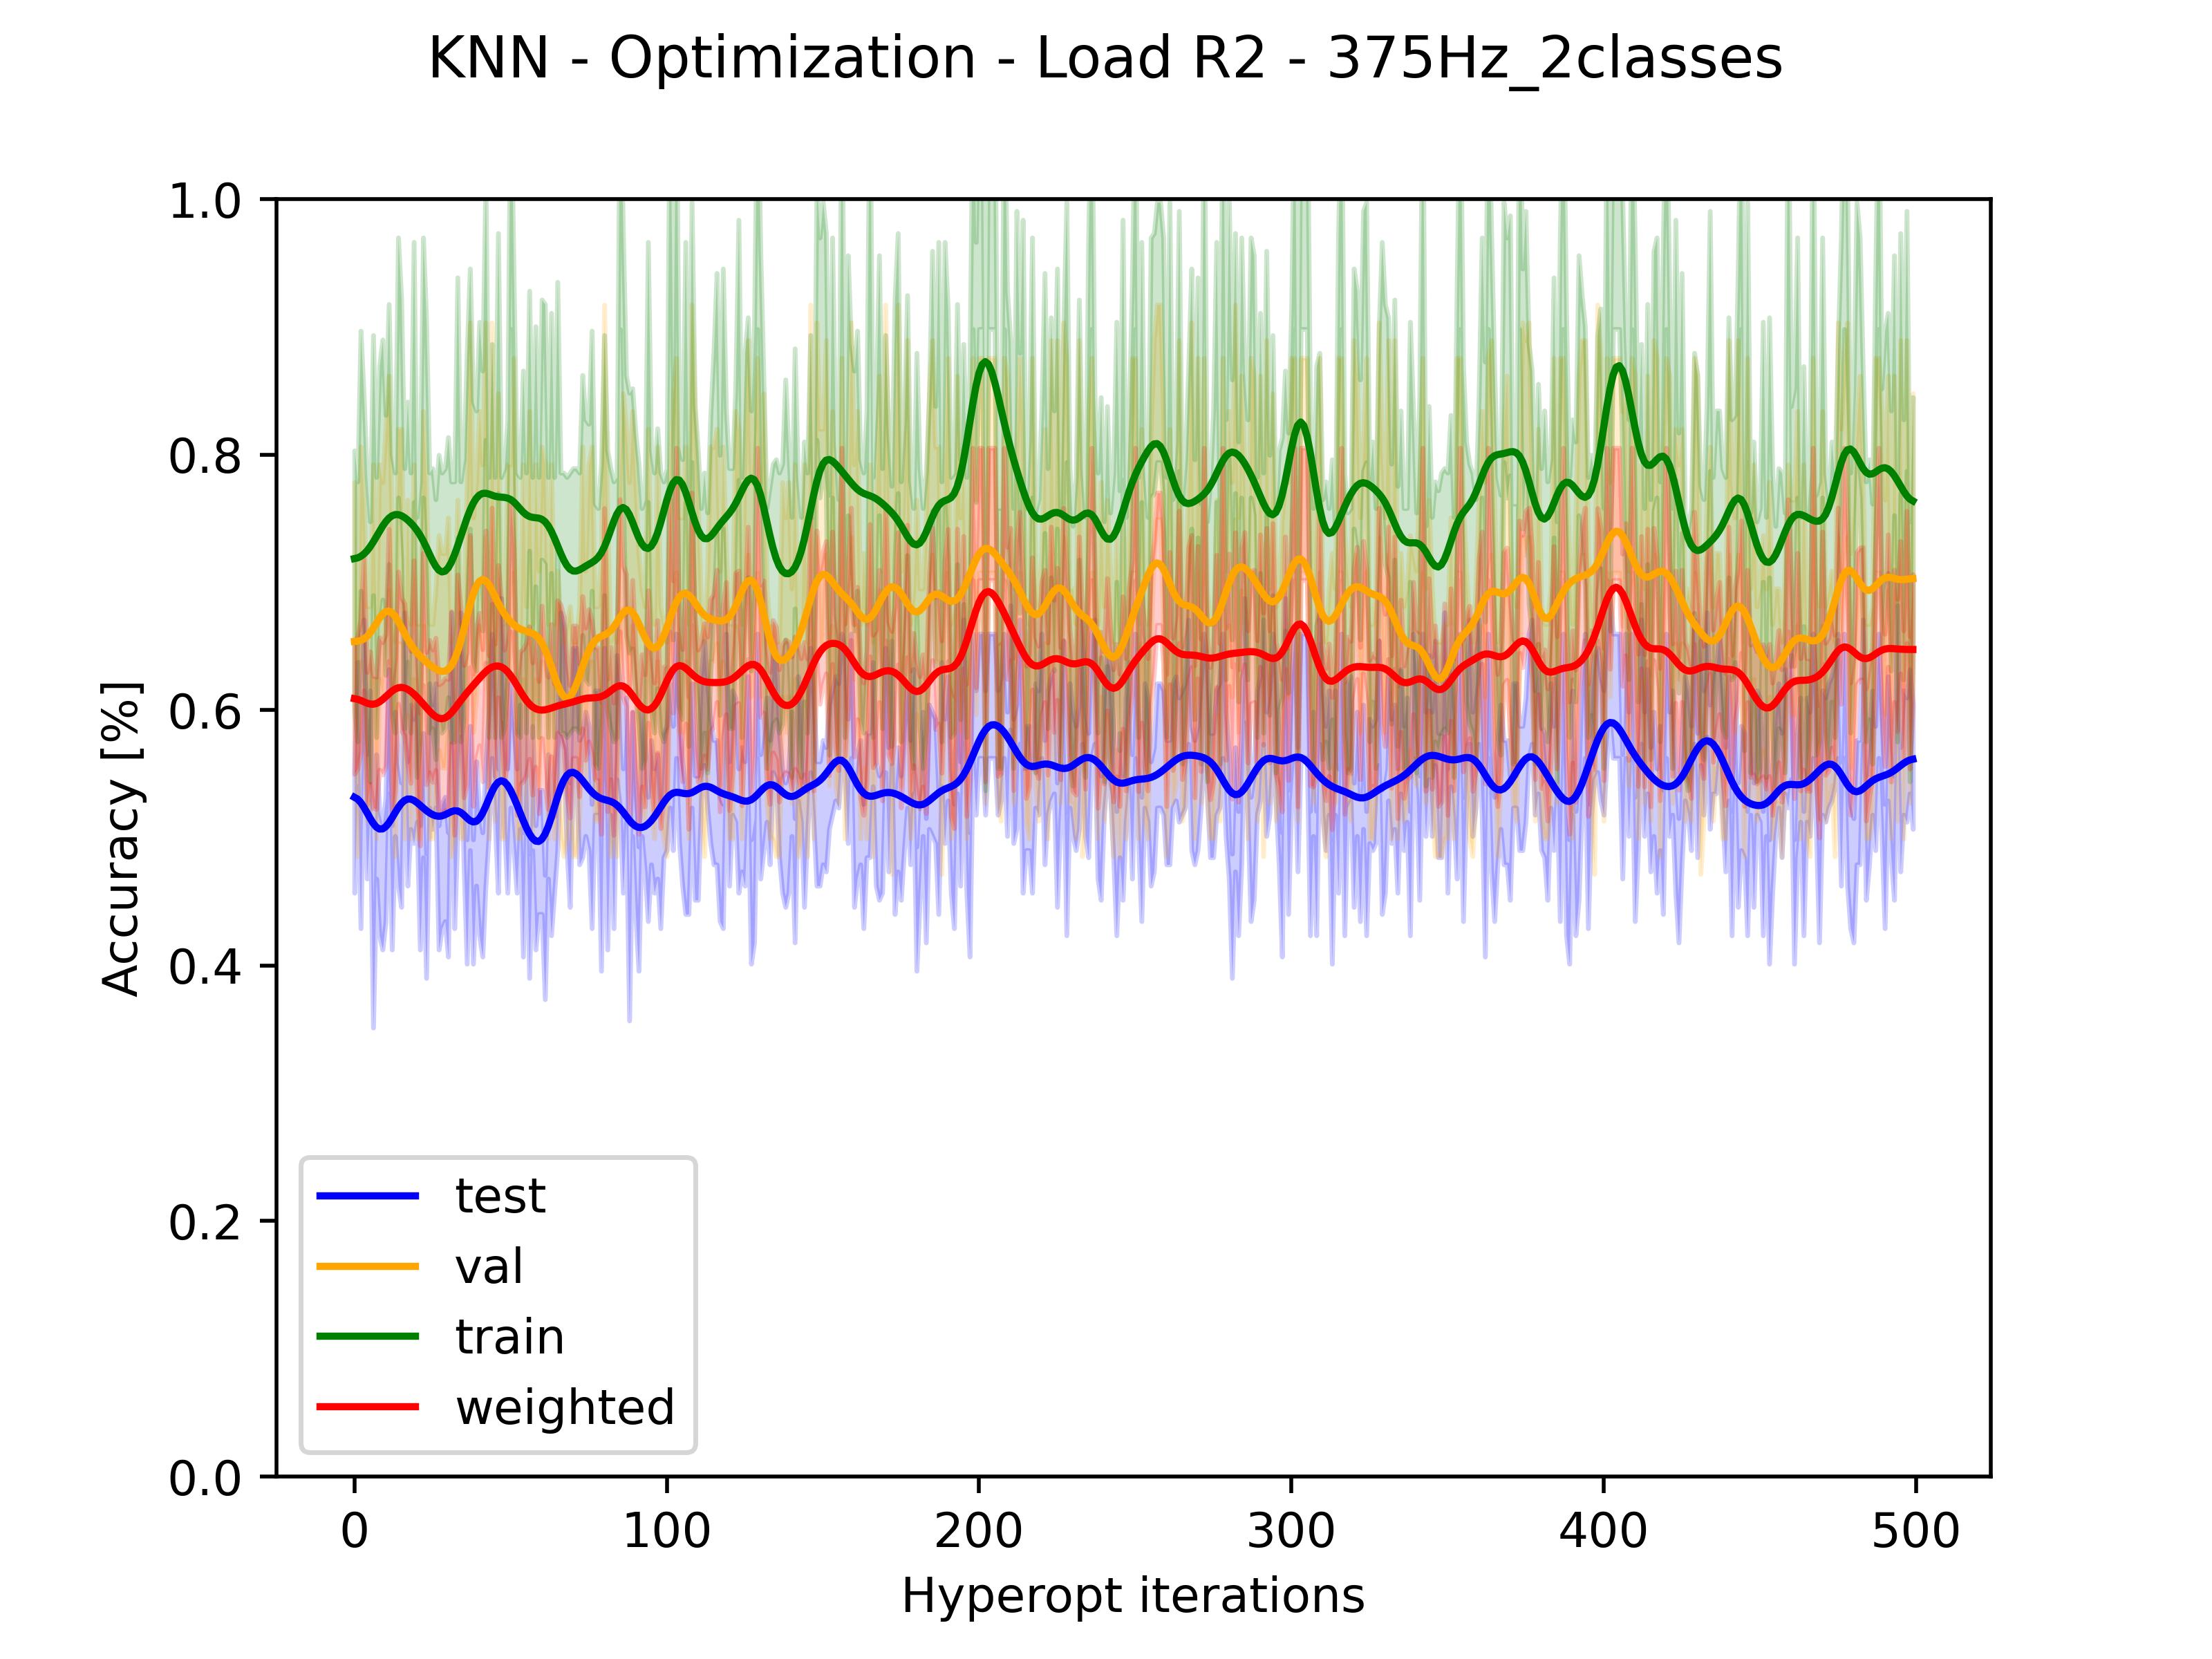 KNN - Optimization - Load R2 - 375Hz_2classes
1.0
0.8
0.6
0.4
0.2
0.0
Accuracy [%]
test
val
train
weighted
0 100 200 300 400 500
Hyperopt iterations